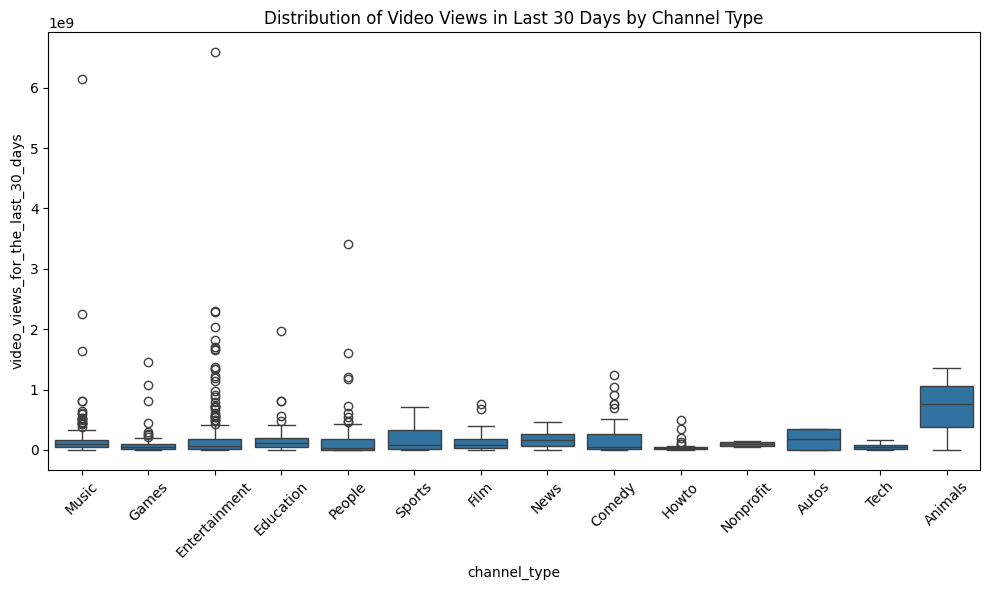 Distribution of Video Views in Last 30 Days by Channel Type
1e9
video_views_for_the_last_30_days
6
5
4
3
2
1
0
Music
Games
Entertainment
Education
People
Sports
Film
News
Comedy
Howto
Nonprofit
Autos
Tech
Animals
channel_type